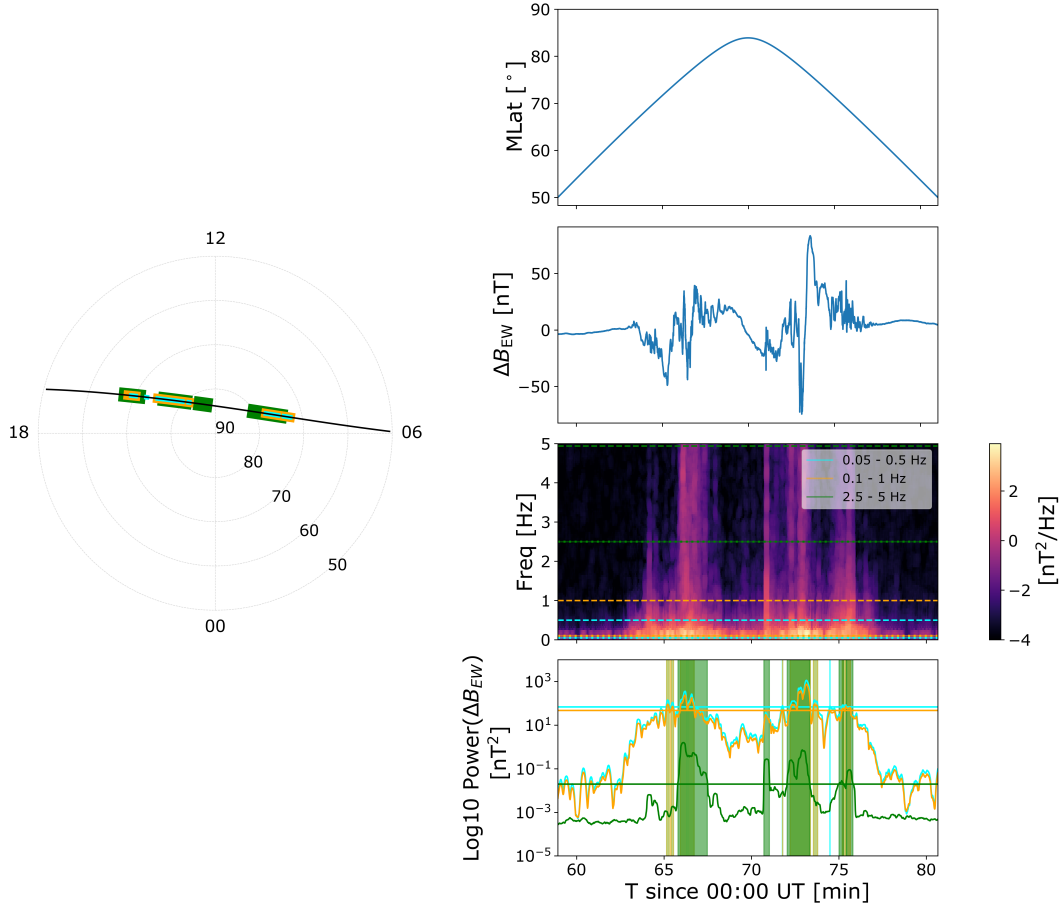 12
18
06
00
90
80
70
60
50
MLat [°]
90
80
70
60
50
ΔB_EW [nT]
50
0
−50
Freq [Hz]
5
4
3
2
1
0
0.05 - 0.5 Hz
0.1 - 1 Hz
2.5 - 5 Hz
2
0
−2
−4
[nT²/Hz]
Log10 Power(ΔB_EW)
[nT²]
10³
10¹
10⁻¹
10⁻³
10⁻⁵
60 65 70 75 80
T since 00:00 UT [min]